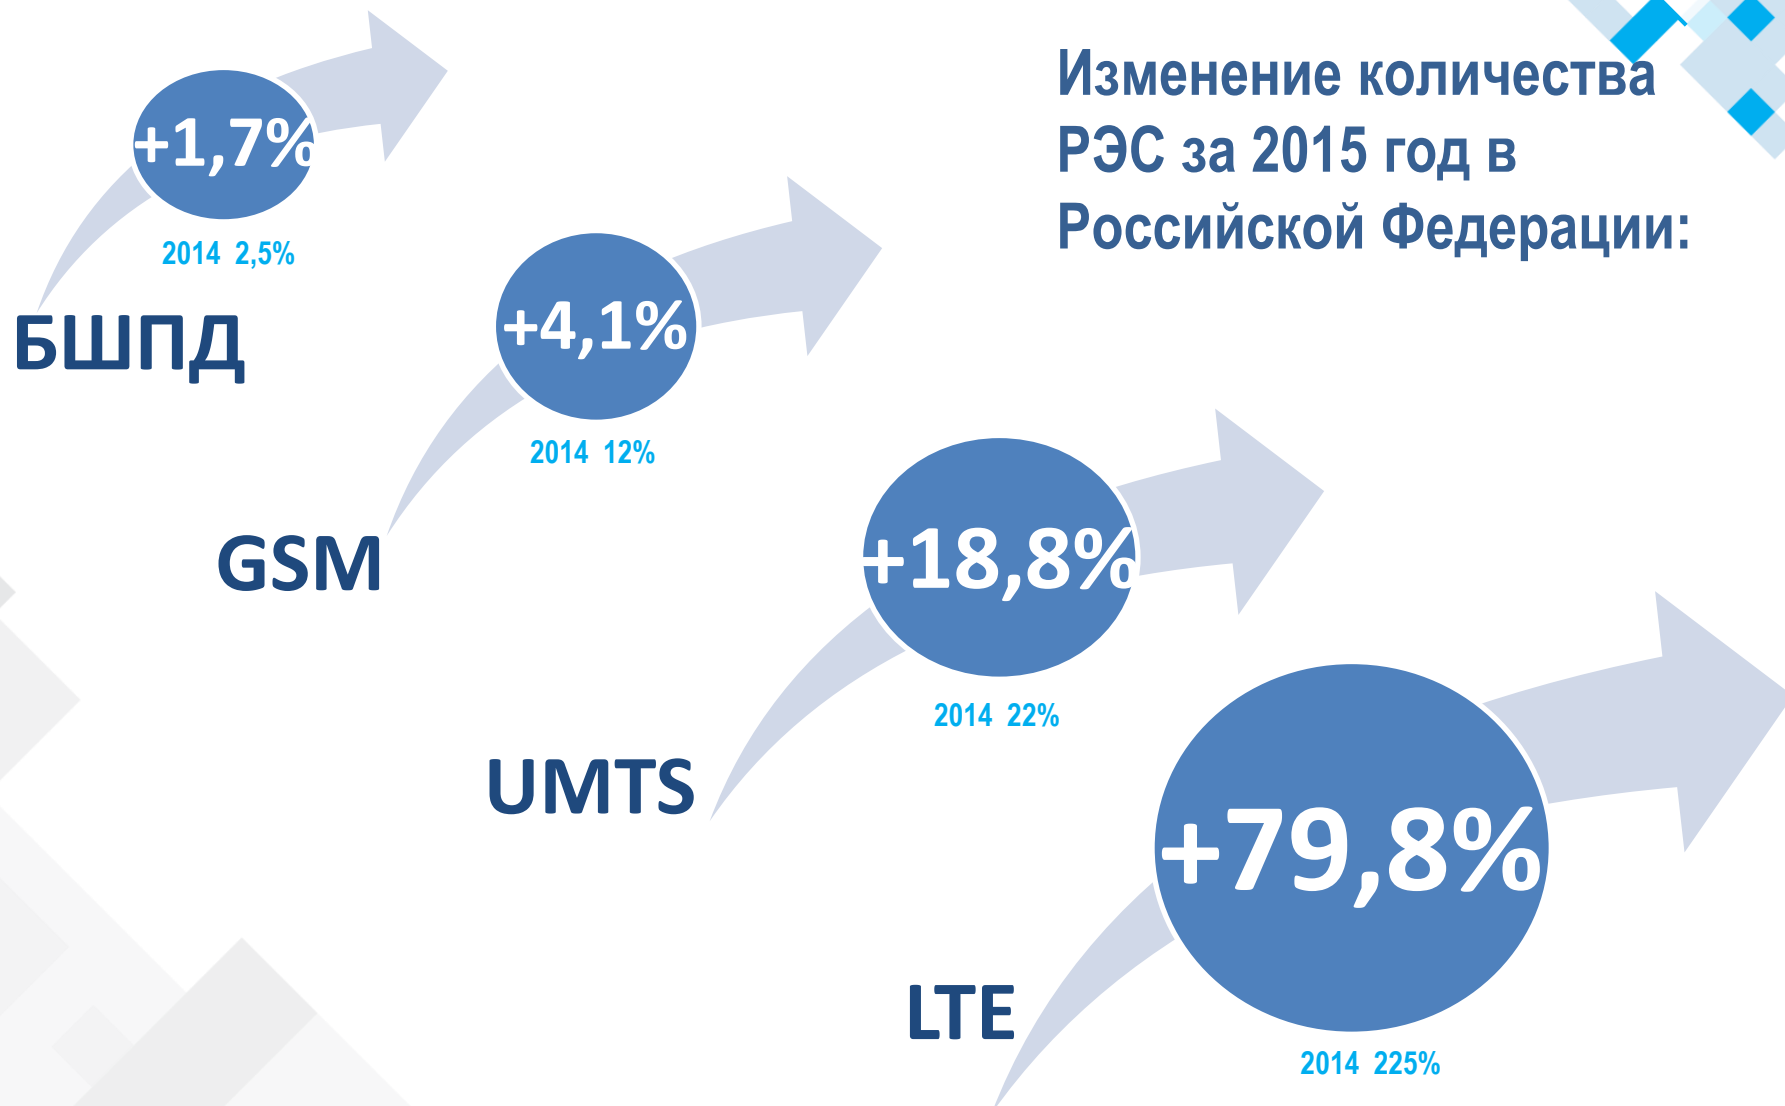 Изменение количества
РЭС за 2015 год в
Российской Федерации:
+1,7%
2014 2,5%
БШПД
+4,1%
2014 12%
GSM
+18,8%
2014 22%
UMTS
+79,8%
2014 225%
LTE